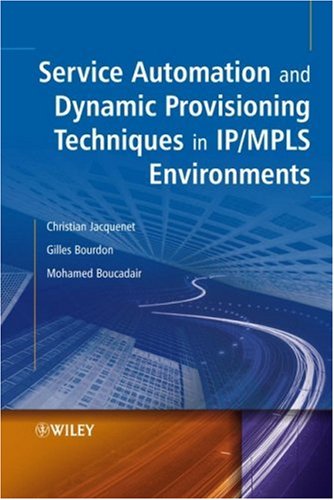 Service Automation and
Dynamic Provisioning
Techniques in IP/MPLS
Environments
Christian Jacquenet
Gilles Bourdon
Mohamed Boucadair
WILEY